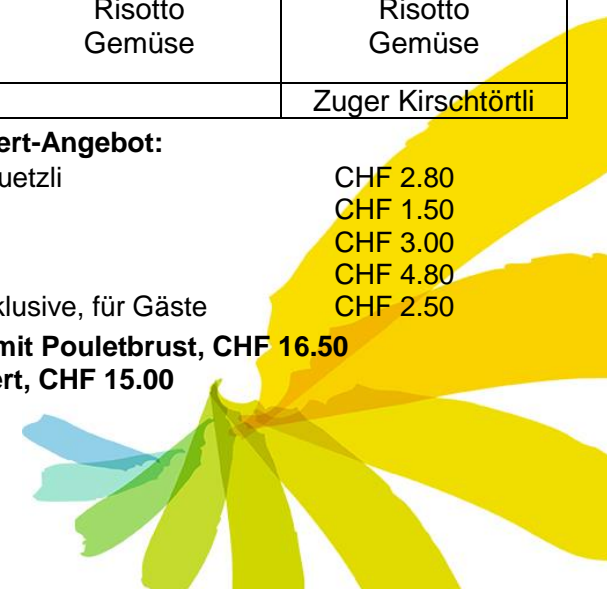 Risotto Risotto
Gemüse Gemüse
Zuger Kirschtörtli
ert-Angebot:
uetzli CHF 2.80
CHF 1.50
CHF 3.00
CHF 4.80
klusive, für Gäste CHF 2.50
mit Pouletbrust, CHF 16.50
ert, CHF 15.00